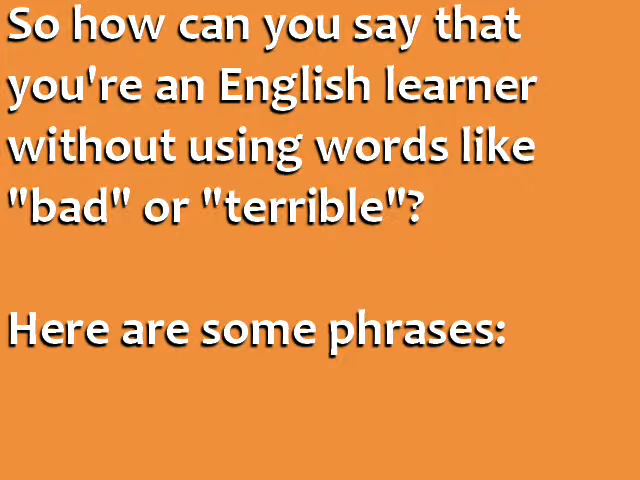 So how can you say that
you're an English learner
without using words like
"bad" or "terrible"?
Here are some phrases: